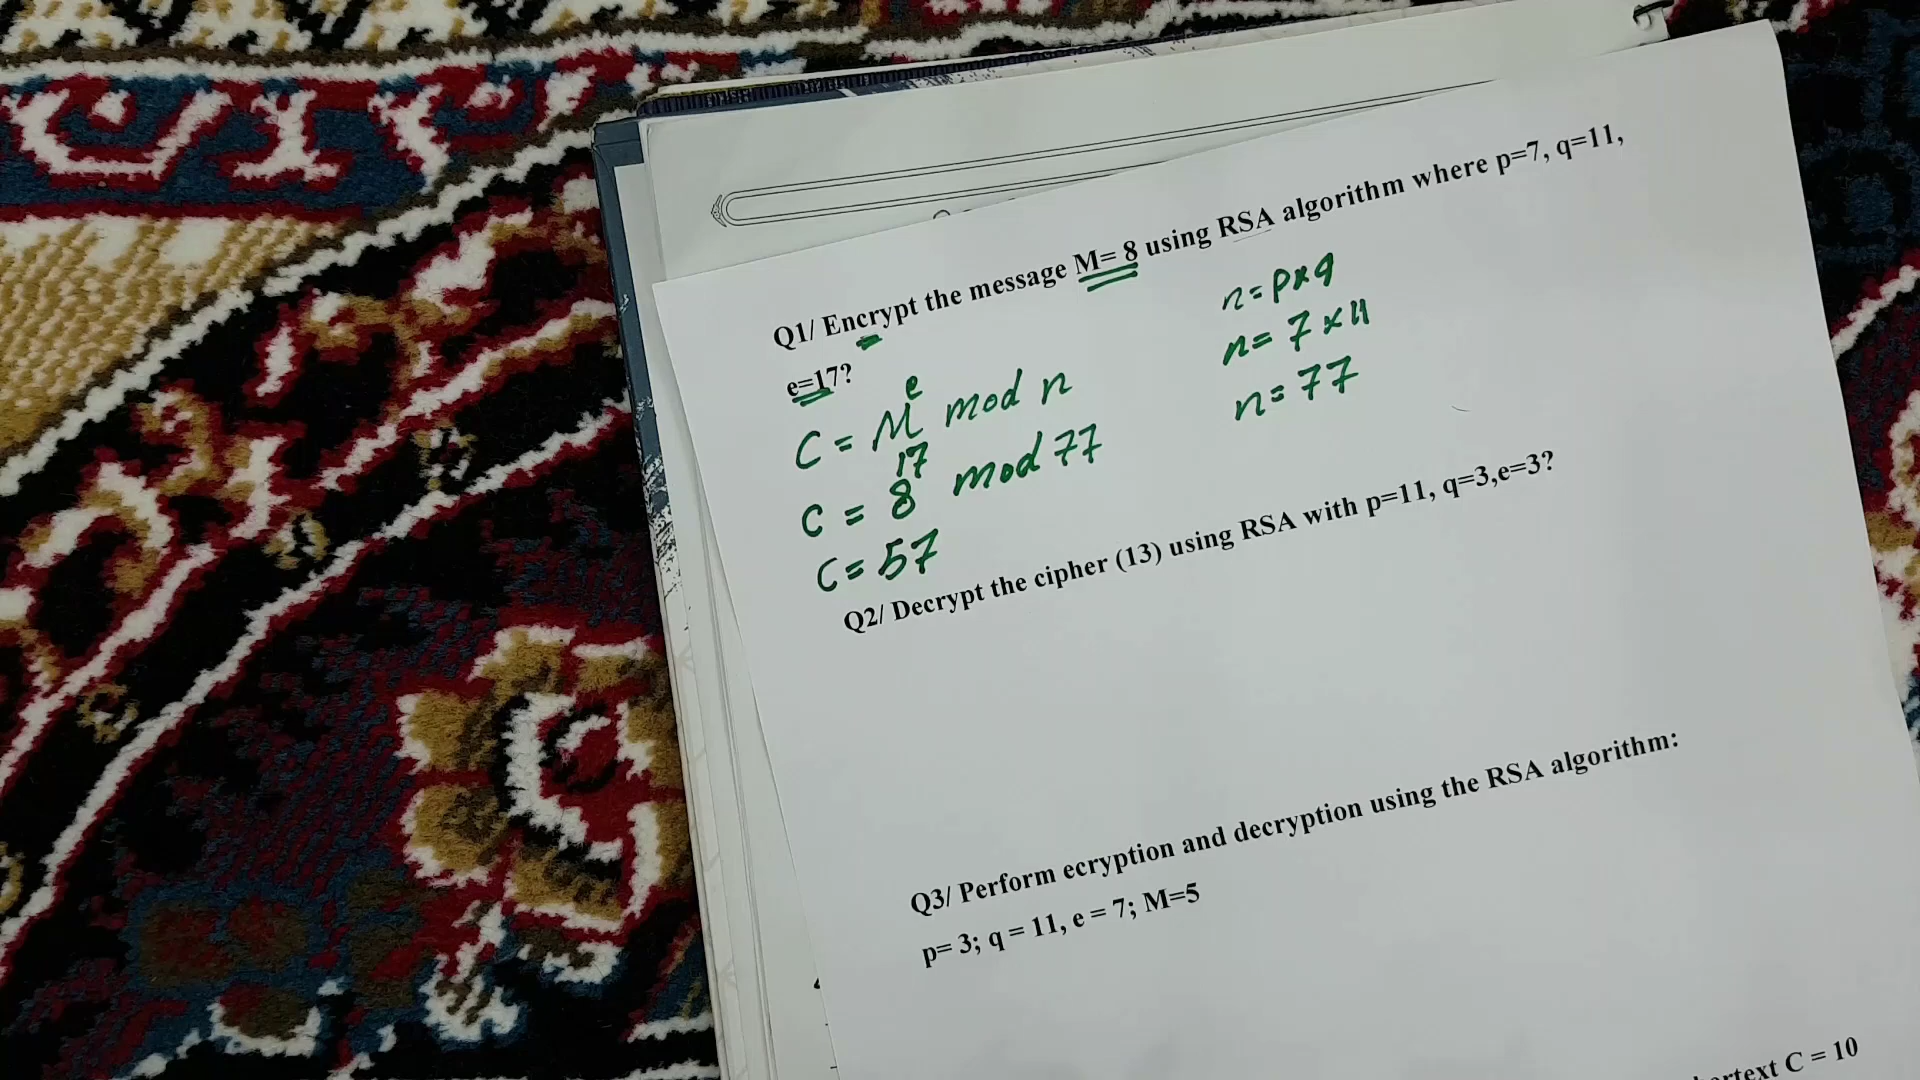 Q1/ Encrypt the message M= 8 using RSA algorithm where p=7, q=11,
e=17?
n = p x q
n = 7 x 11
n = 77
C = M^e mod n
C = 8^17 mod 77
C = 57
Q2/ Decrypt the cipher (13) using RSA with p=11, q=3,e=3?
Q3/ Perform ecryption and decryption using the RSA algorithm:
p= 3; q = 11, e = 7; M=5
C = 10